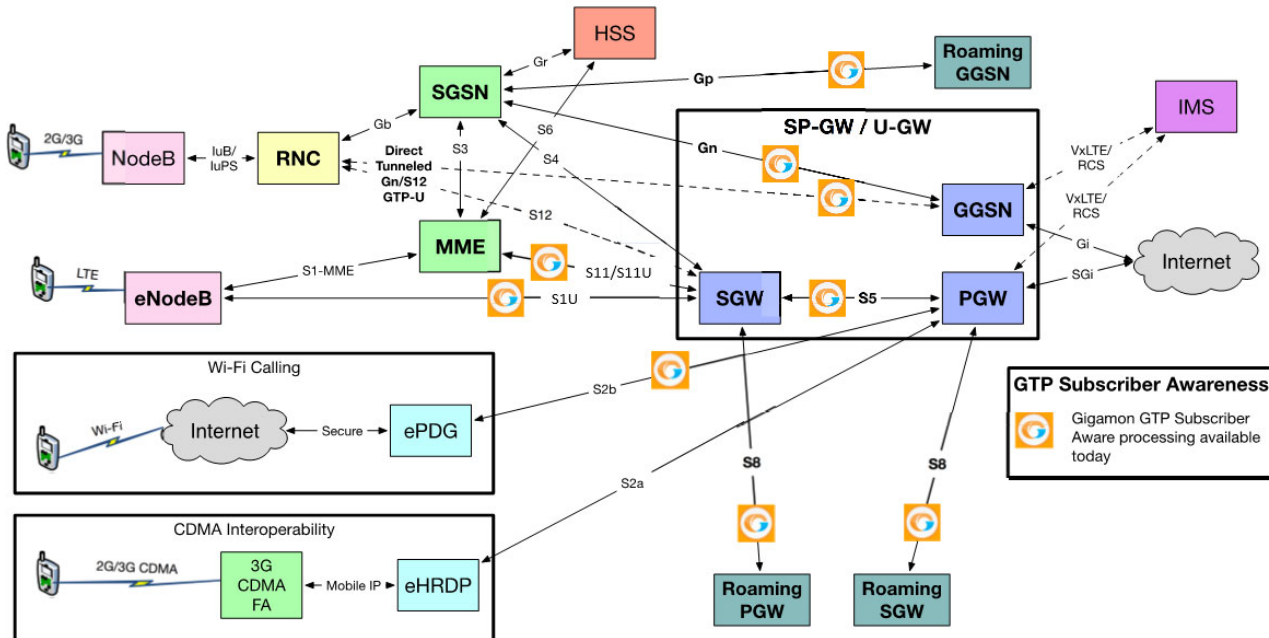 HSS
Roaming
GGSN
Gr
Gp
SGSN
IMS
SP-GW / U-GW
Gb
S6
2G/3G
NodeB
IuB/
IuPS
RNC
S3
S4
Gn
VxLTE/
RCS
Direct
Tunneled
Gn/S12
GTP-U
VxLTE/
RCS
GGSN
S12
MME
Gi
Internet
LTE
S1-MME
S11/S11U
SGi
eNodeB
S1U
SGW
S5
PGW
Wi-Fi Calling
GTP Subscriber Awareness
S2b
Gigamon GTP Subscriber
Aware processing available
today
Wi-Fi
Internet
Secure
ePDG
S8
S8
S2a
CDMA Interoperability
2G/3G CDMA
3G
CDMA
FA
Mobile IP
eHRDP
Roaming
PGW
Roaming
SGW